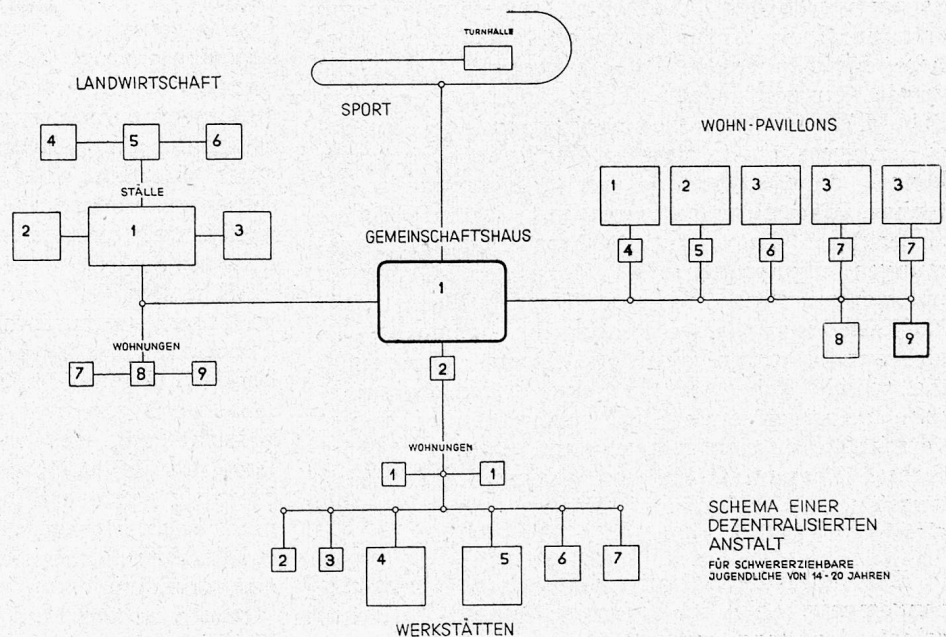 TURNHALLE
LANDWIRTSCHAFT
SPORT
WOHN-PAVILLONS
4 5 6
STÄLLE
1 2 3 3 3
2 1 3
GEMEINSCHAFTSHAUS
4 5 6 7 7
1
WOHNUNGEN
8 9
7 8 9
2
WOHNUNGEN
1 1
2 3 4 5 6 7
WERKSTÄTTEN
SCHEMA EINER
DEZENTRALISIERTEN
ANSTALT
FÜR SCHWERERZIEHBARE
JUGENDLICHE VON 14-20 JAHREN